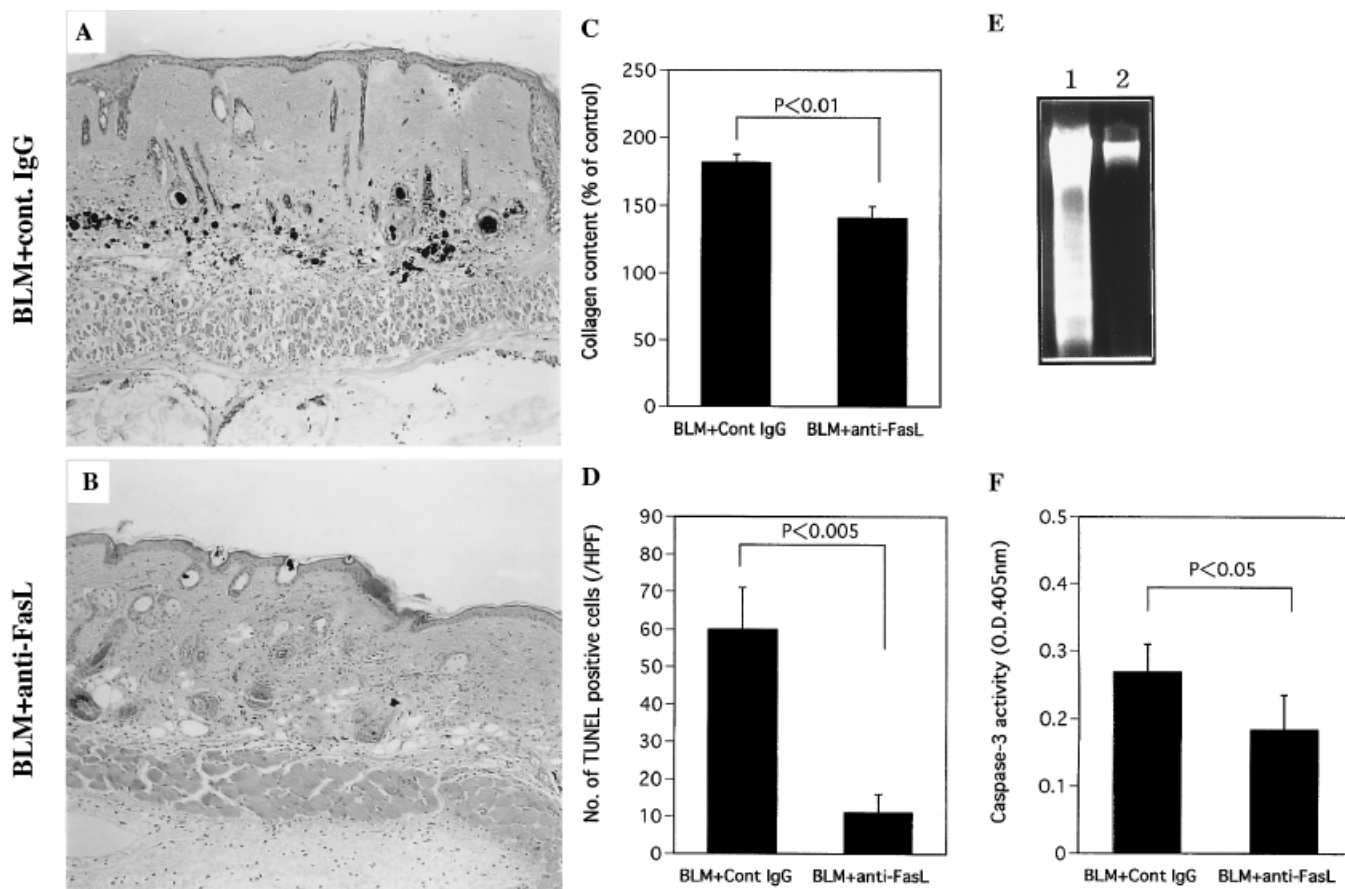 A
BLM+cont. IgG
B
BLM+anti-FasL
C
Collagen content (% of control)
250
200
150
100
50
0
P<0.01
BLM+Cont IgG BLM+anti-FasL
D
No. of TUNEL positive cells (/HPF)
90
80
70
60
50
40
30
20
10
0
P<0.005
BLM+Cont IgG BLM+anti-FasL
E
1 2
F
Caspase-3 activity (O.D.405nm)
0.5
0.4
0.3
0.2
0.1
0
P<0.05
BLM+Cont IgG BLM+anti-FasL